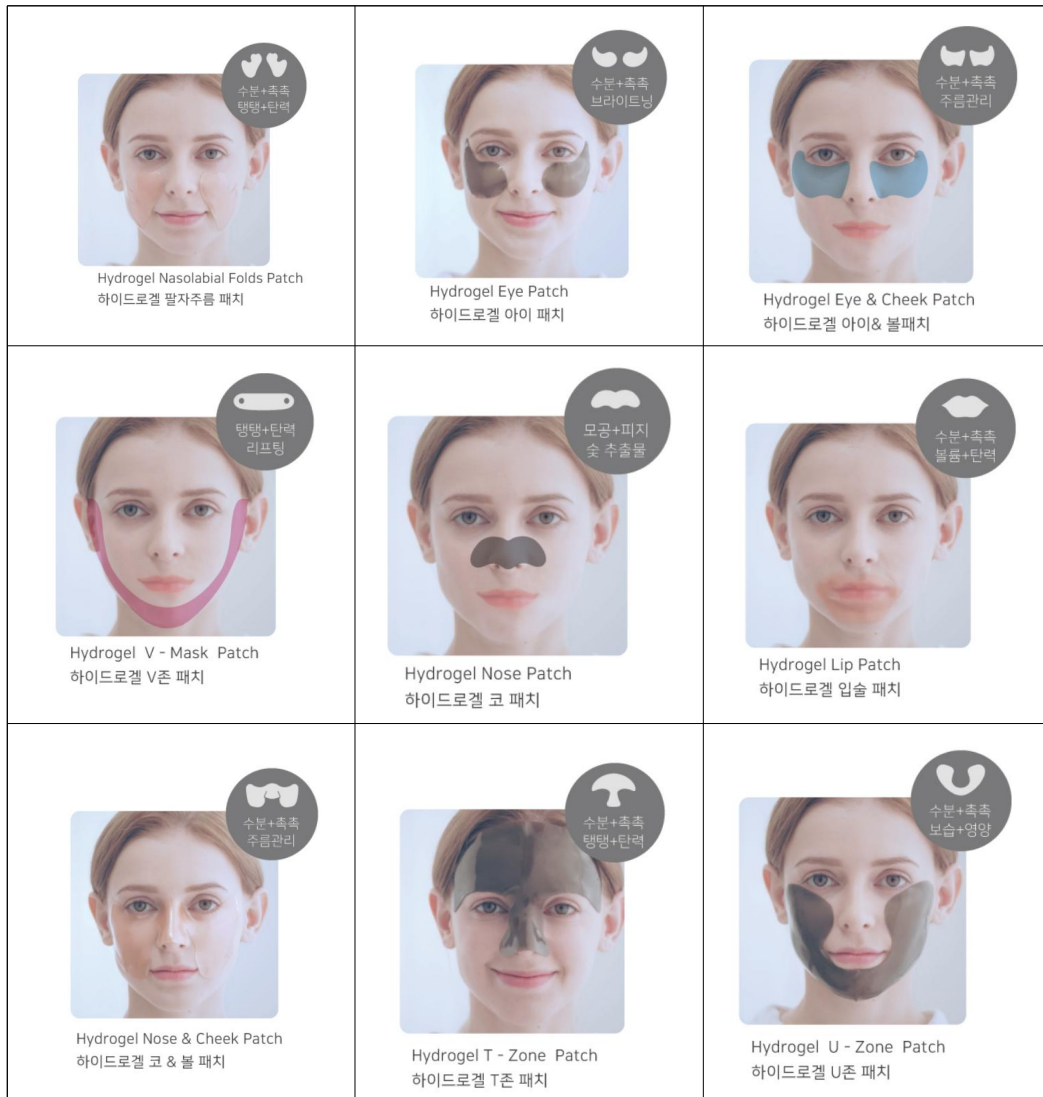 수분+촉촉
탱탱+탄력
Hydrogel Nasolabial Folds Patch
하이드로겔 팔자주름 패치
수분+촉촉
브라이트닝
Hydrogel Eye Patch
하이드로겔 아이 패치
수분+촉촉
주름관리
Hydrogel Eye & Cheek Patch
하이드로겔 아이& 볼패치
탱탱+탄력
리프팅
Hydrogel V - Mask Patch
하이드로겔 V존 패치
모공+피지
숯 추출물
Hydrogel Nose Patch
하이드로겔 코 패치
수분+촉촉
볼륨+탄력
Hydrogel Lip Patch
하이드로겔 입술 패치
수분+촉촉
주름관리
Hydrogel Nose & Cheek Patch
하이드로겔 코 & 볼 패치
수분+촉촉
탱탱+탄력
Hydrogel T - Zone Patch
하이드로겔 T존 패치
수분+촉촉
보습+영양
Hydrogel U - Zone Patch
하이드로겔 U존 패치